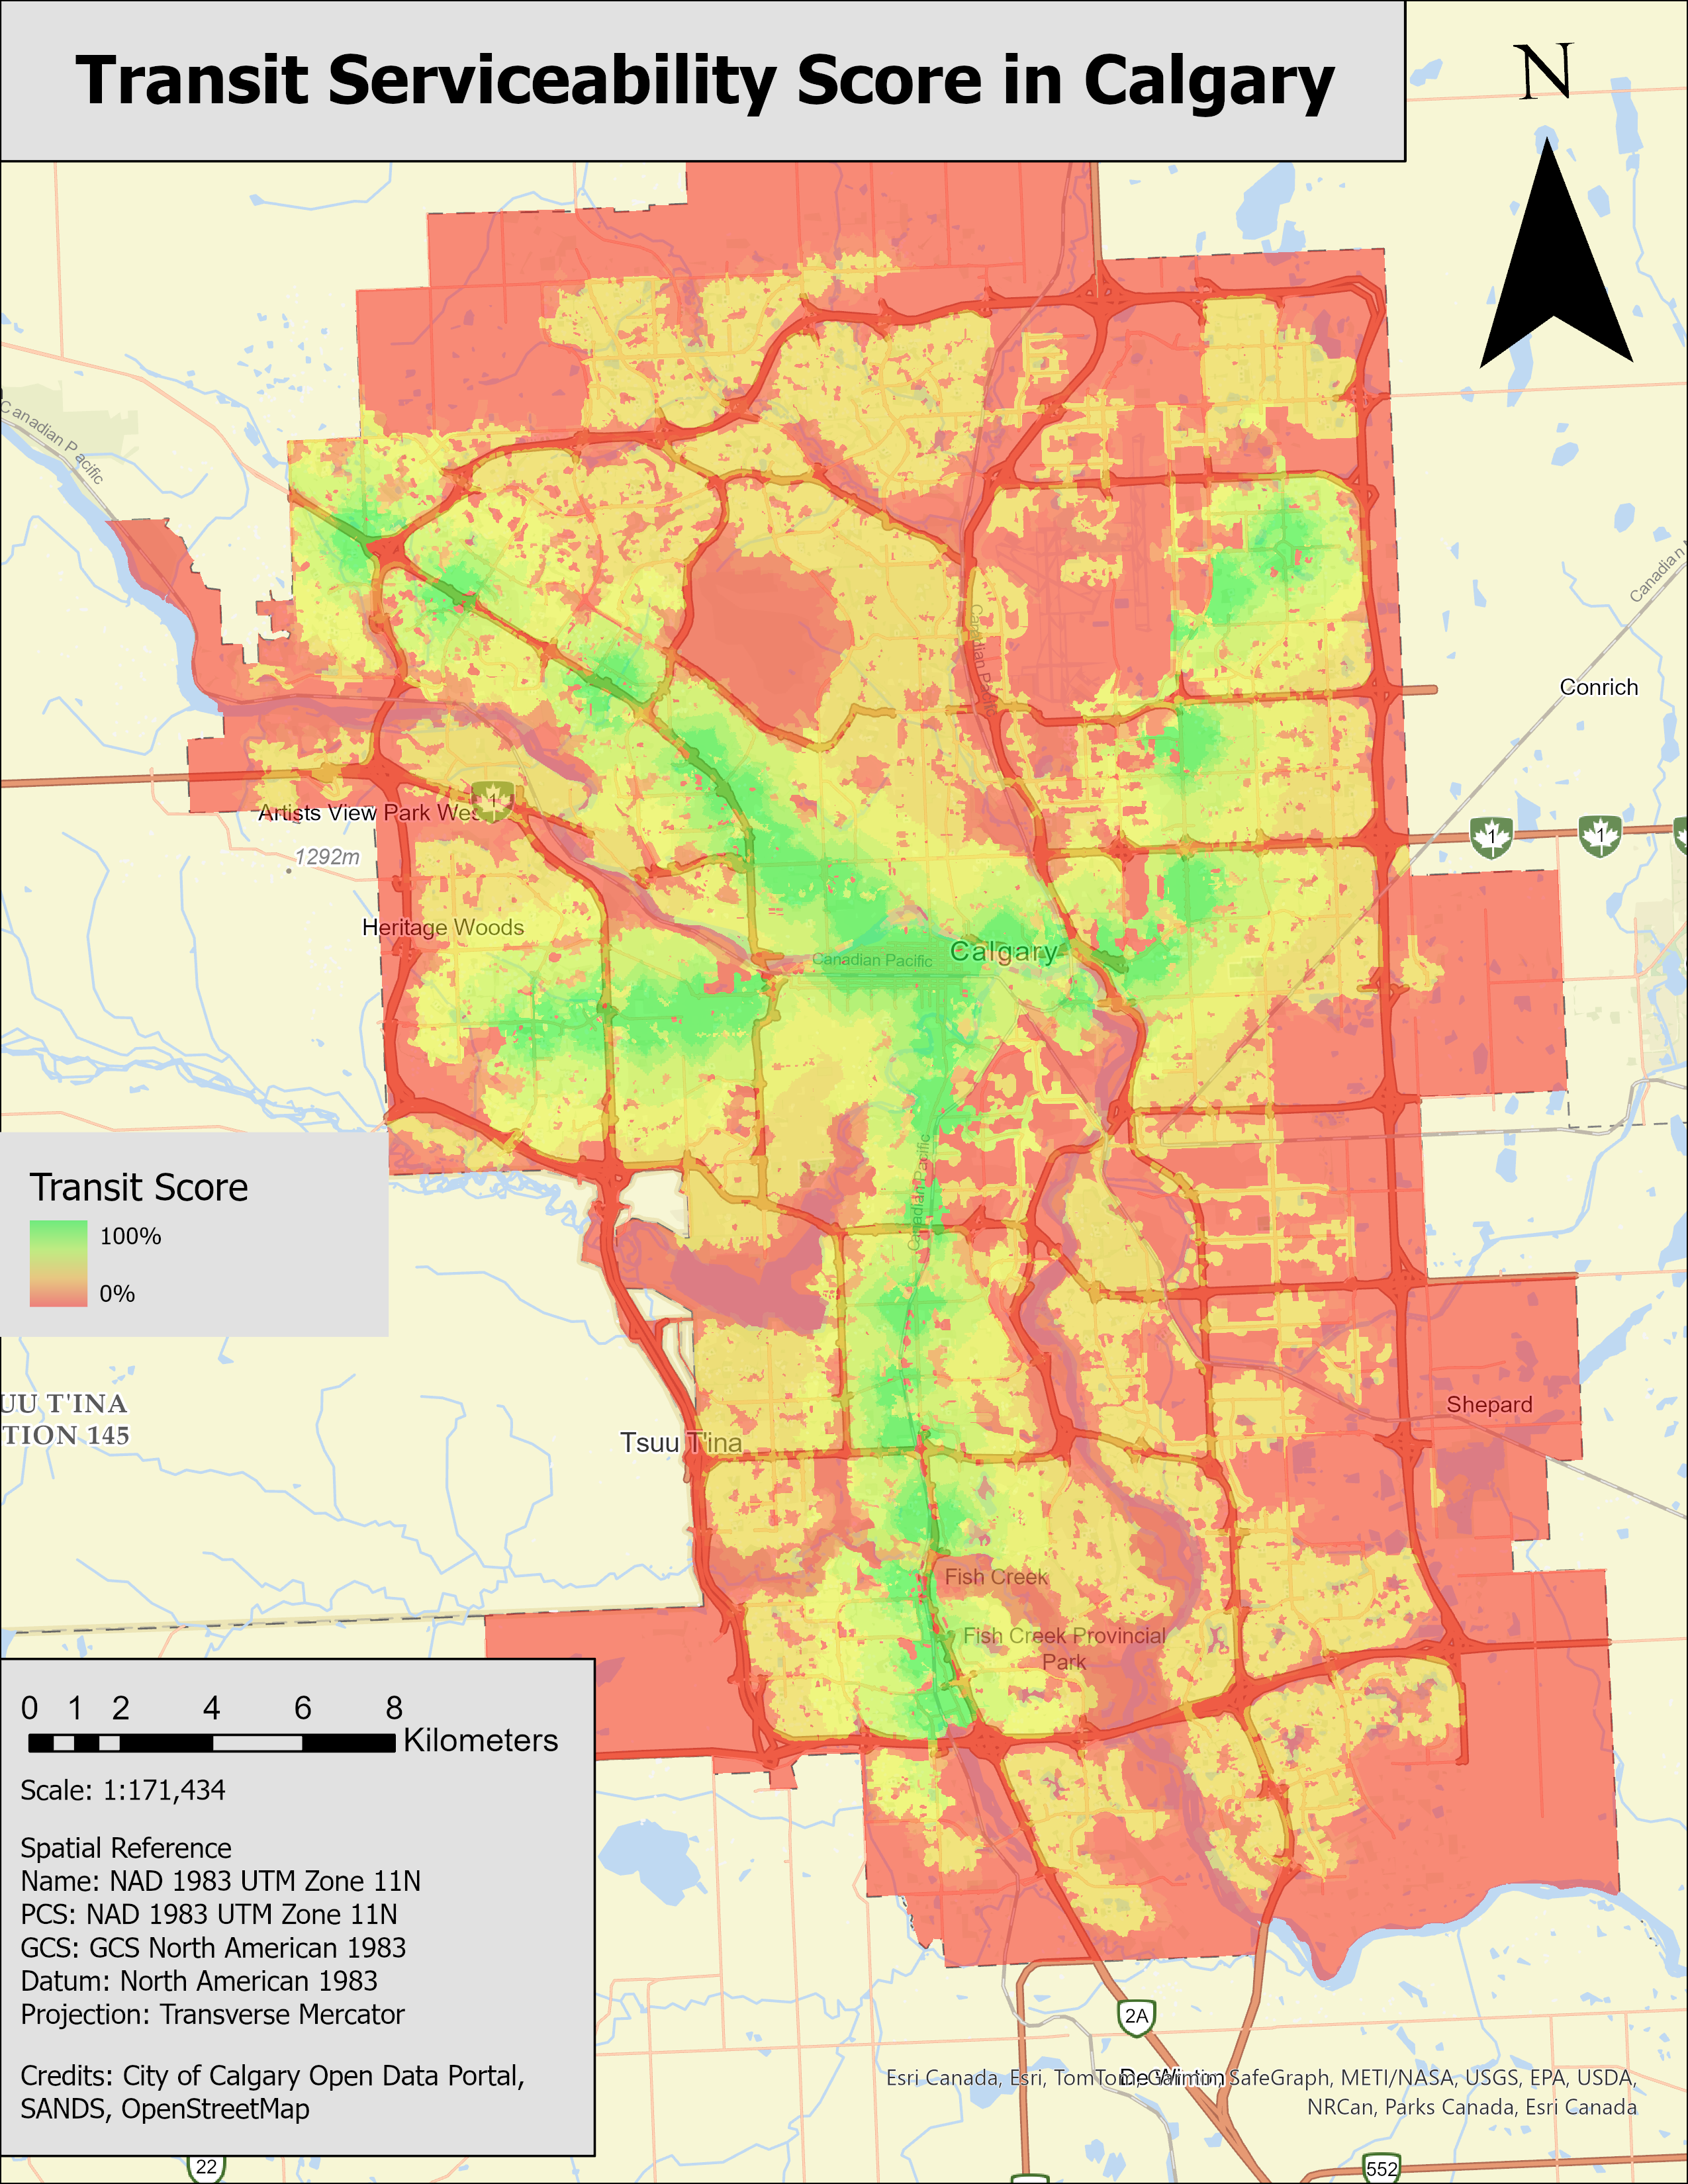 Transit Serviceability Score in Calgary
N
Canadian Pacific
Canadian
Canadian Pacific
Conrich
1
1
1
Artists View Park Wes
1292m
Heritage Woods
Calgary
Canadian Pacific
Canadian Pacific
Transit Score
100%
0%
UU T'INA
TION 145
Tsuu T'ina
Shepard
Fish Creek
Fish Creek Provincial
Park
0 1 2 4 6 8
Kilometers
Scale: 1:171,434
Spatial Reference
Name: NAD 1983 UTM Zone 11N
PCS: NAD 1983 UTM Zone 11N
GCS: GCS North American 1983
Datum: North American 1983
Projection: Transverse Mercator
Credits: City of Calgary Open Data Portal,
SANDS, OpenStreetMap
2A
De Winton
Esri Canada, Esri, TomTom, Garmin, SafeGraph, METI/NASA, USGS, EPA, USDA,
NRCan, Parks Canada, Esri Canada
22
552